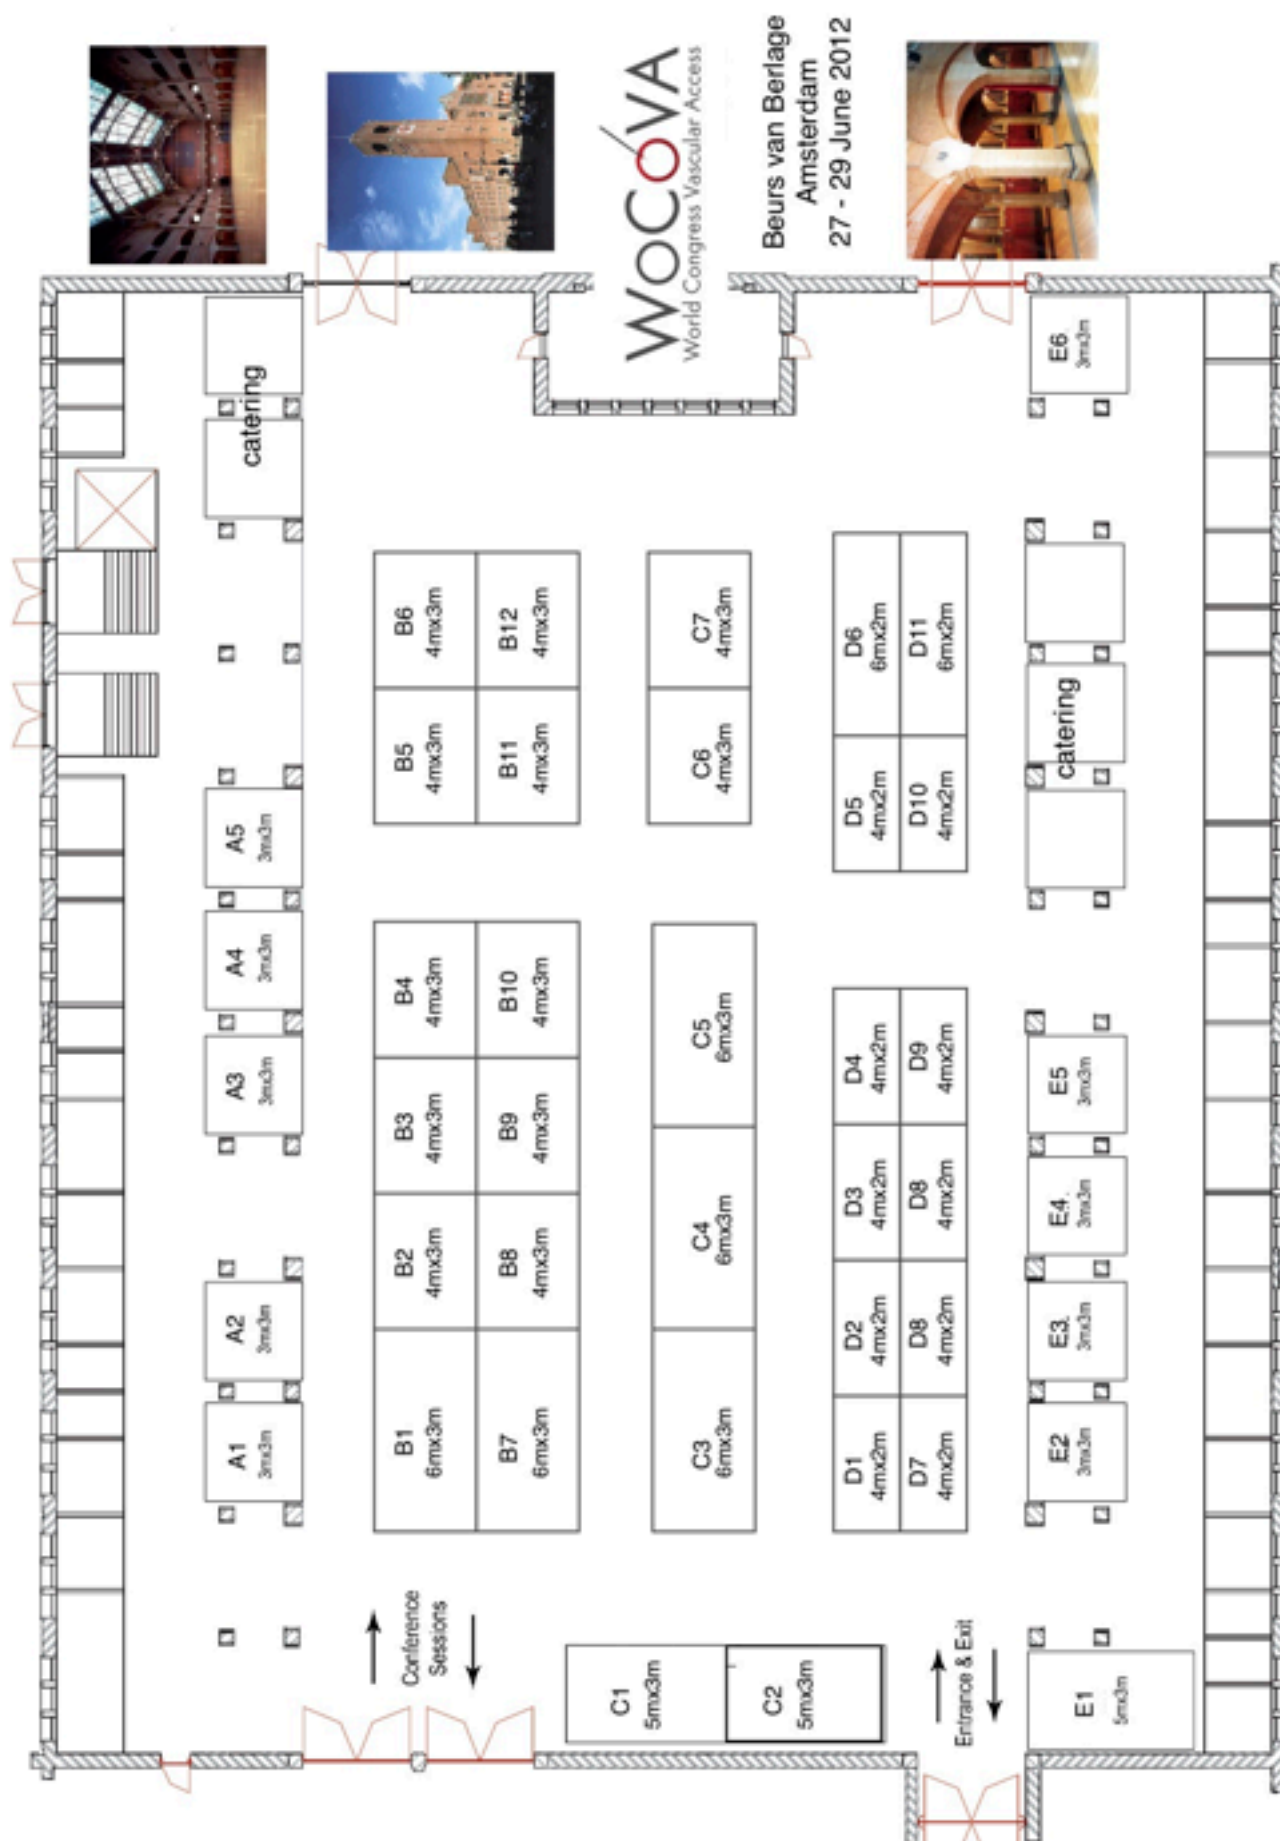 WoCoVA
World Congress Vascular Access
Beurs van Berlage
Amsterdam
27 - 29 June 2012
A1
3mx3m
A2
3mx3m
A3
3mx3m
A4
3mx3m
A5
3mx3m
catering
B1
6mx3m
B2
4mx3m
B3
4mx3m
B4
4mx3m
B5
4mx3m
B6
4mx3m
B7
6mx3m
B8
4mx3m
B9
4mx3m
B10
4mx3m
B11
4mx3m
B12
4mx3m
Conference
Sessions
C1
5mx3m
C2
5mx3m
C3
6mx3m
C4
6mx3m
C5
6mx3m
C6
4mx3m
C7
4mx3m
D1
4mx2m
D2
4mx2m
D3
4mx2m
D4
4mx2m
D5
4mx2m
D6
6mx2m
D7
4mx2m
D8
4mx2m
D8
4mx2m
D9
4mx2m
D10
4mx2m
D11
6mx2m
Entrance & Exit
E1
5mx3m
E2
3mx3m
E3.
3mx3m
E4.
3mx3m
E5
3mx3m
catering
E6.
3mx3m